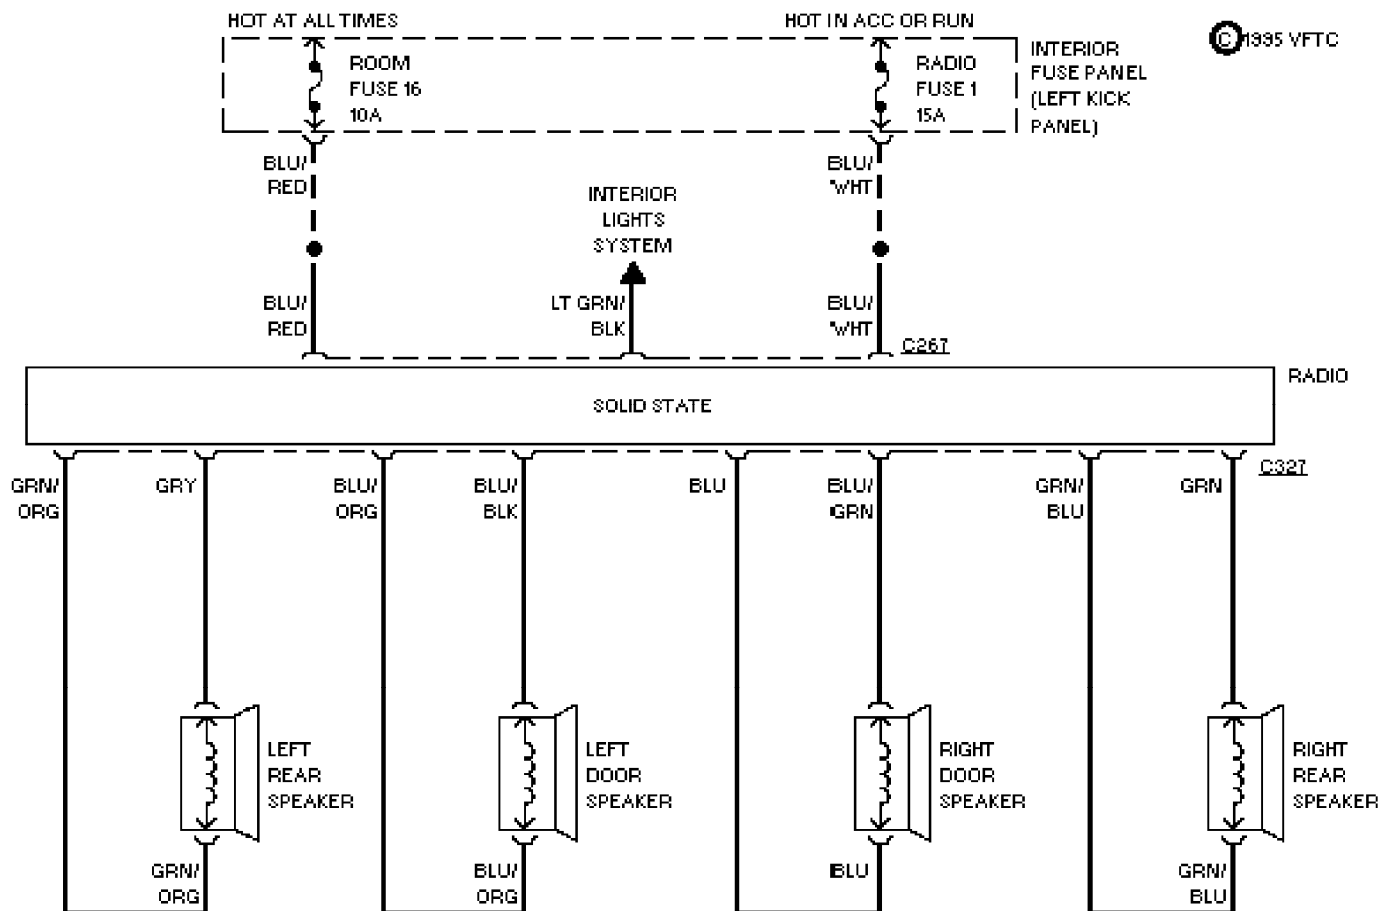 HOT AT ALL TIMES
HOT IN ACC OR RUN
© 1995 VFTC
ROOM
FUSE 16
10A
RADIO
FUSE 1
15A
INTERIOR
FUSE PANEL
(LEFT KICK
PANEL)
BLU/
RED
BLU/
WHT
INTERIOR
LIGHTS
SYSTEM
BLU/
RED
LT GRN/
BLK
BLU/
WHT
C267
RADIO
SOLID STATE
C327
GRN/
ORG
GRY
BLU/
ORG
BLU/
BLK
BLU
BLU/
GRN
GRN/
BLU
GRN
LEFT
REAR
SPEAKER
LEFT
DOOR
SPEAKER
RIGHT
DOOR
SPEAKER
RIGHT
REAR
SPEAKER
GRN/
ORG
BLU/
ORG
BLU
GRN/
BLU